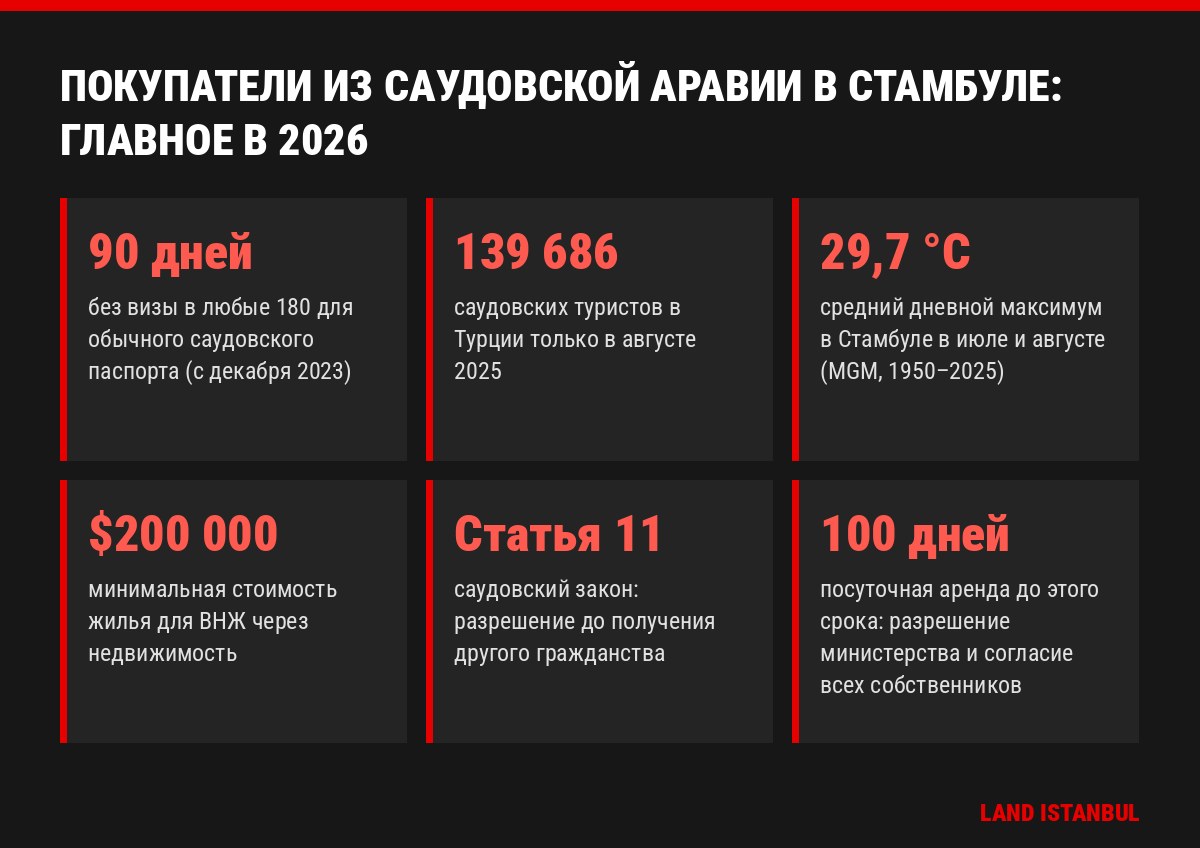 ПОКУПАТЕЛИ ИЗ САУДОВСКОЙ АРАВИИ В СТАМБУЛЕ:
ГЛАВНОЕ В 2026
90 дней
без визы в любые 180 для
обычного саудовского
паспорта (с декабря 2023)
139 686
саудовских туристов в
Турции только в августе
2025
29,7 °C
средний дневной максимум
в Стамбуле в июле и августе
(MGM, 1950–2025)
$200 000
минимальная стоимость
жилья для ВНЖ через
недвижимость
Статья 11
саудовский закон:
разрешение до получения
другого гражданства
100 дней
посуточная аренда до этого
срока: разрешение
министерства и согласие
всех собственников
LAND ISTANBUL